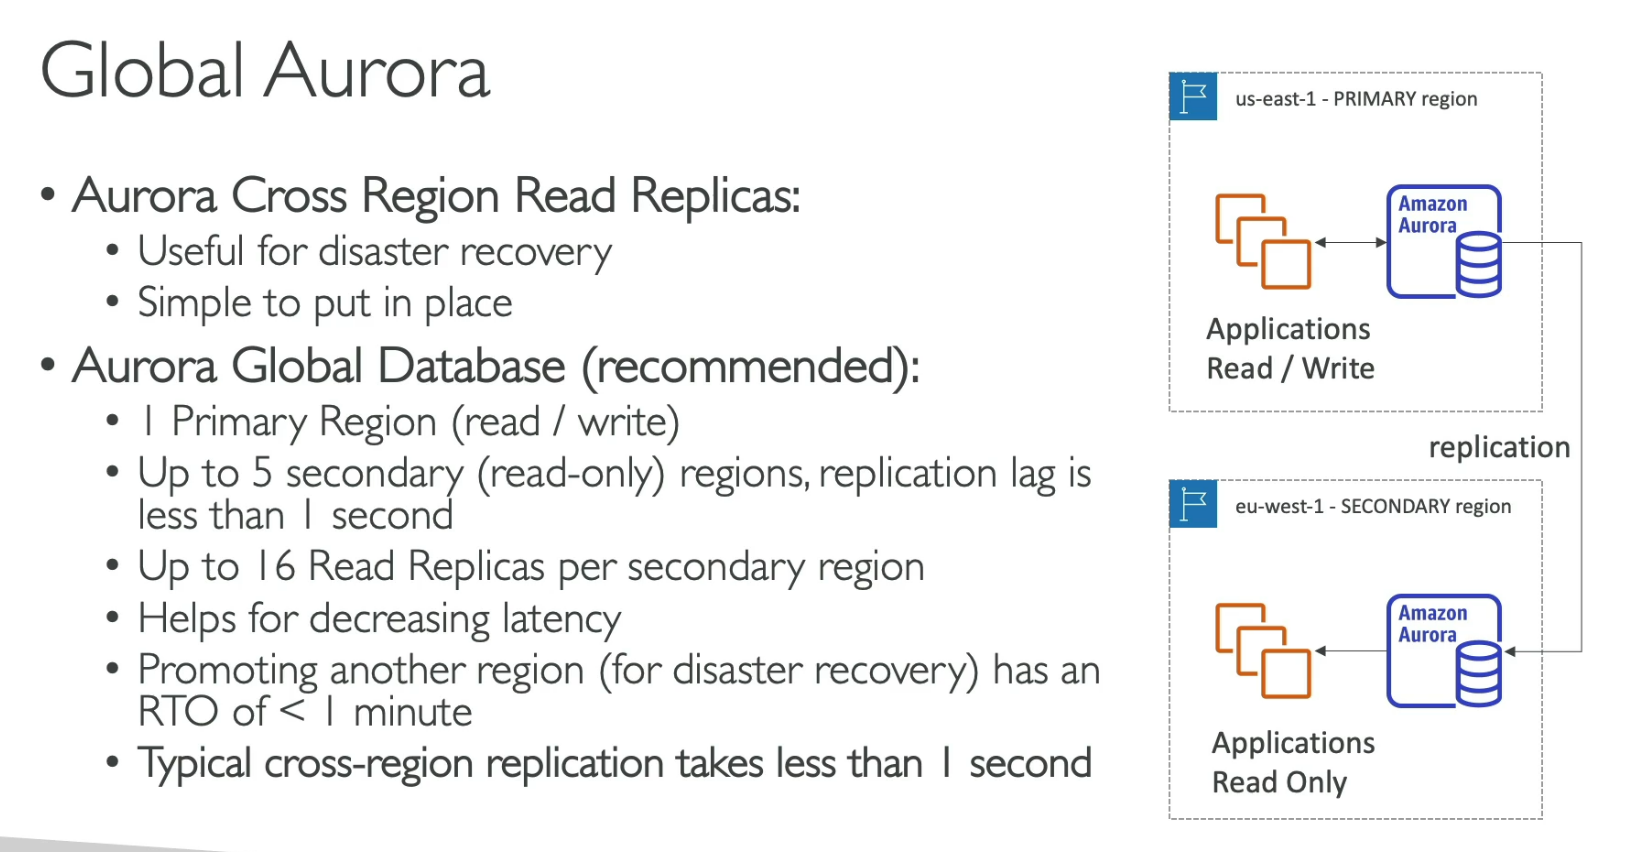 Global Aurora
• Aurora Cross Region Read Replicas:
• Useful for disaster recovery
• Simple to put in place
• Aurora Global Database (recommended):
• 1 Primary Region (read / write)
• Up to 5 secondary (read-only) regions, replication lag is
less than 1 second
• Up to 16 Read Replicas per secondary region
• Helps for decreasing latency
• Promoting another region (for disaster recovery) has an
RTO of < 1 minute
• Typical cross-region replication takes less than 1 second
us-east-1 - PRIMARY region
Amazon
Aurora
Applications
Read / Write
replication
eu-west-1 - SECONDARY region
Amazon
Aurora
Applications
Read Only